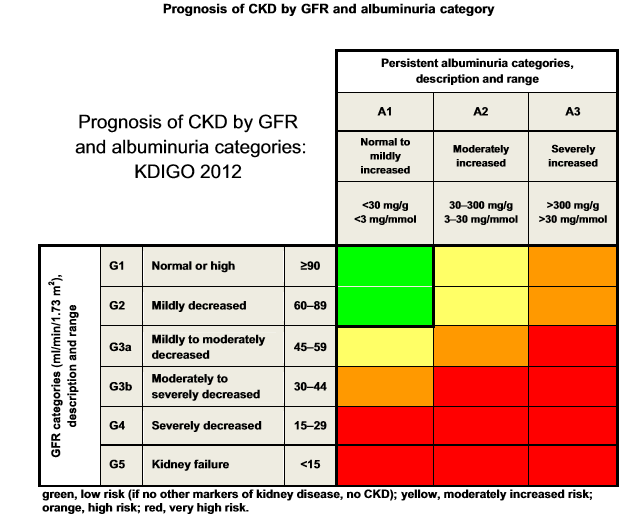 Prognosis of CKD by GFR and albuminuria category
Prognosis of CKD by GFR
and albuminuria categories:
KDIGO 2012
Persistent albuminuria categories,
description and range
A1
A2
A3
Normal to
mildly
increased
Moderately
increased
Severely
increased
<30 mg/g
<3 mg/mmol
30–300 mg/g
3–30 mg/mmol
>300 mg/g
>30 mg/mmol
GFR categories (ml/min/1.73 m²),
description and range
G1
Normal or high
≥90
G2
Mildly decreased
60–89
G3a
Mildly to moderately
decreased
45–59
G3b
Moderately to
severely decreased
30–44
G4
Severely decreased
15–29
G5
Kidney failure
<15
green, low risk (if no other markers of kidney disease, no CKD); yellow, moderately increased risk;
orange, high risk; red, very high risk.